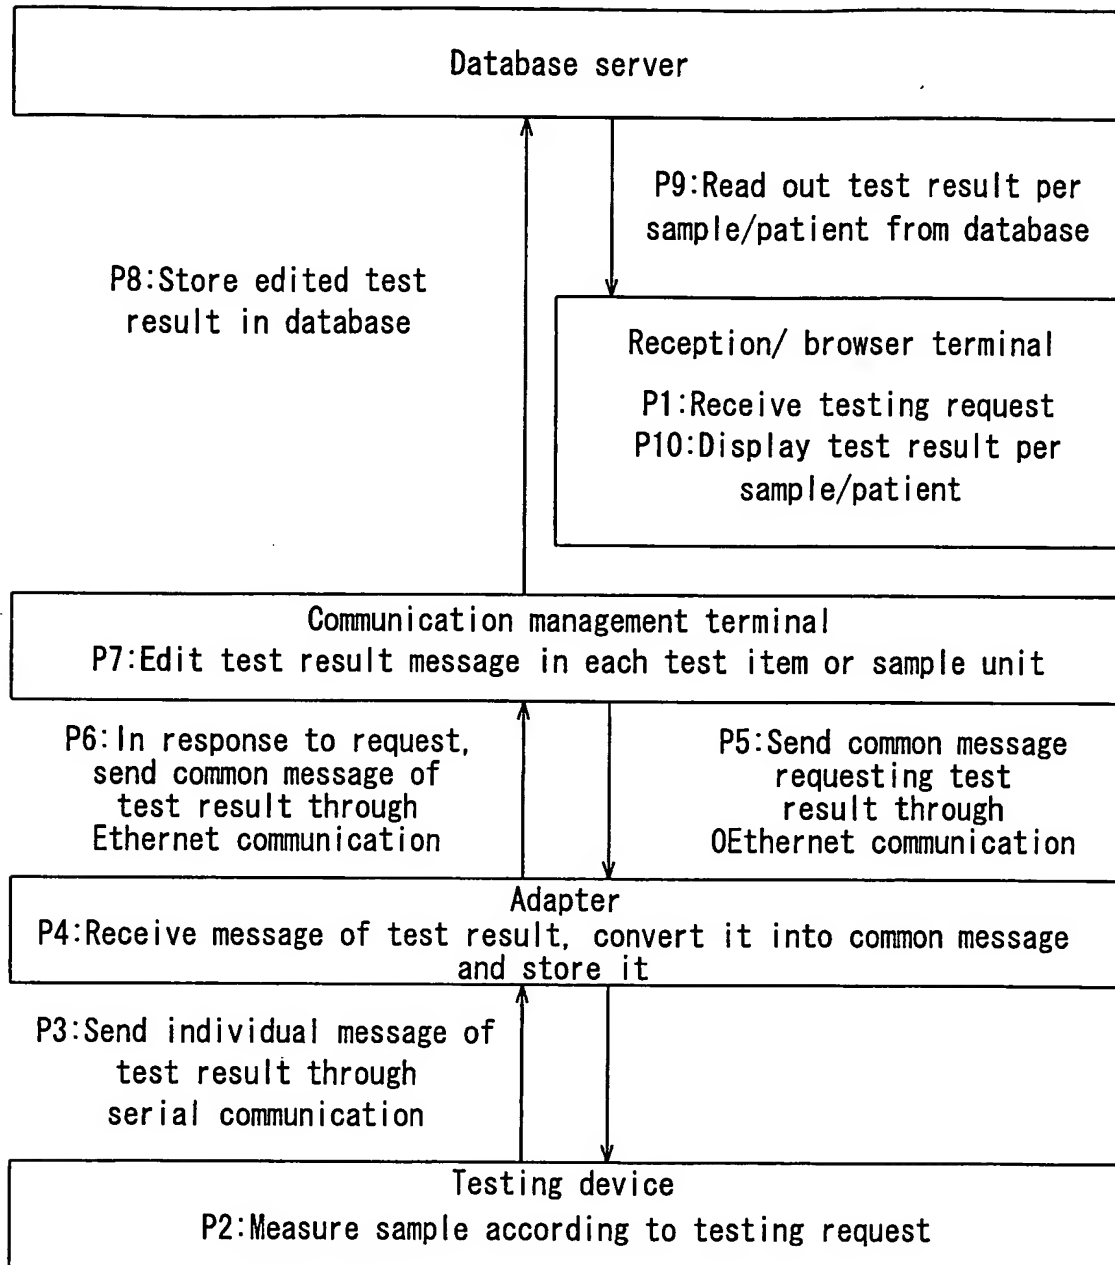 Database server
P9:Read out test result per
sample/patient from database
P8:Store edited test
result in database
Reception/ browser terminal
P1:Receive testing request
P10:Display test result per
sample/patient
Communication management terminal
P7:Edit test result message in each test item or sample unit
P6:In response to request,
send common message of
test result through
Ethernet communication
P5:Send common message
requesting test
result through
OEthernet communication
Adapter
P4:Receive message of test result, convert it into common message
and store it
P3:Send individual message of
test result through
serial communication
Testing device
P2:Measure sample according to testing request